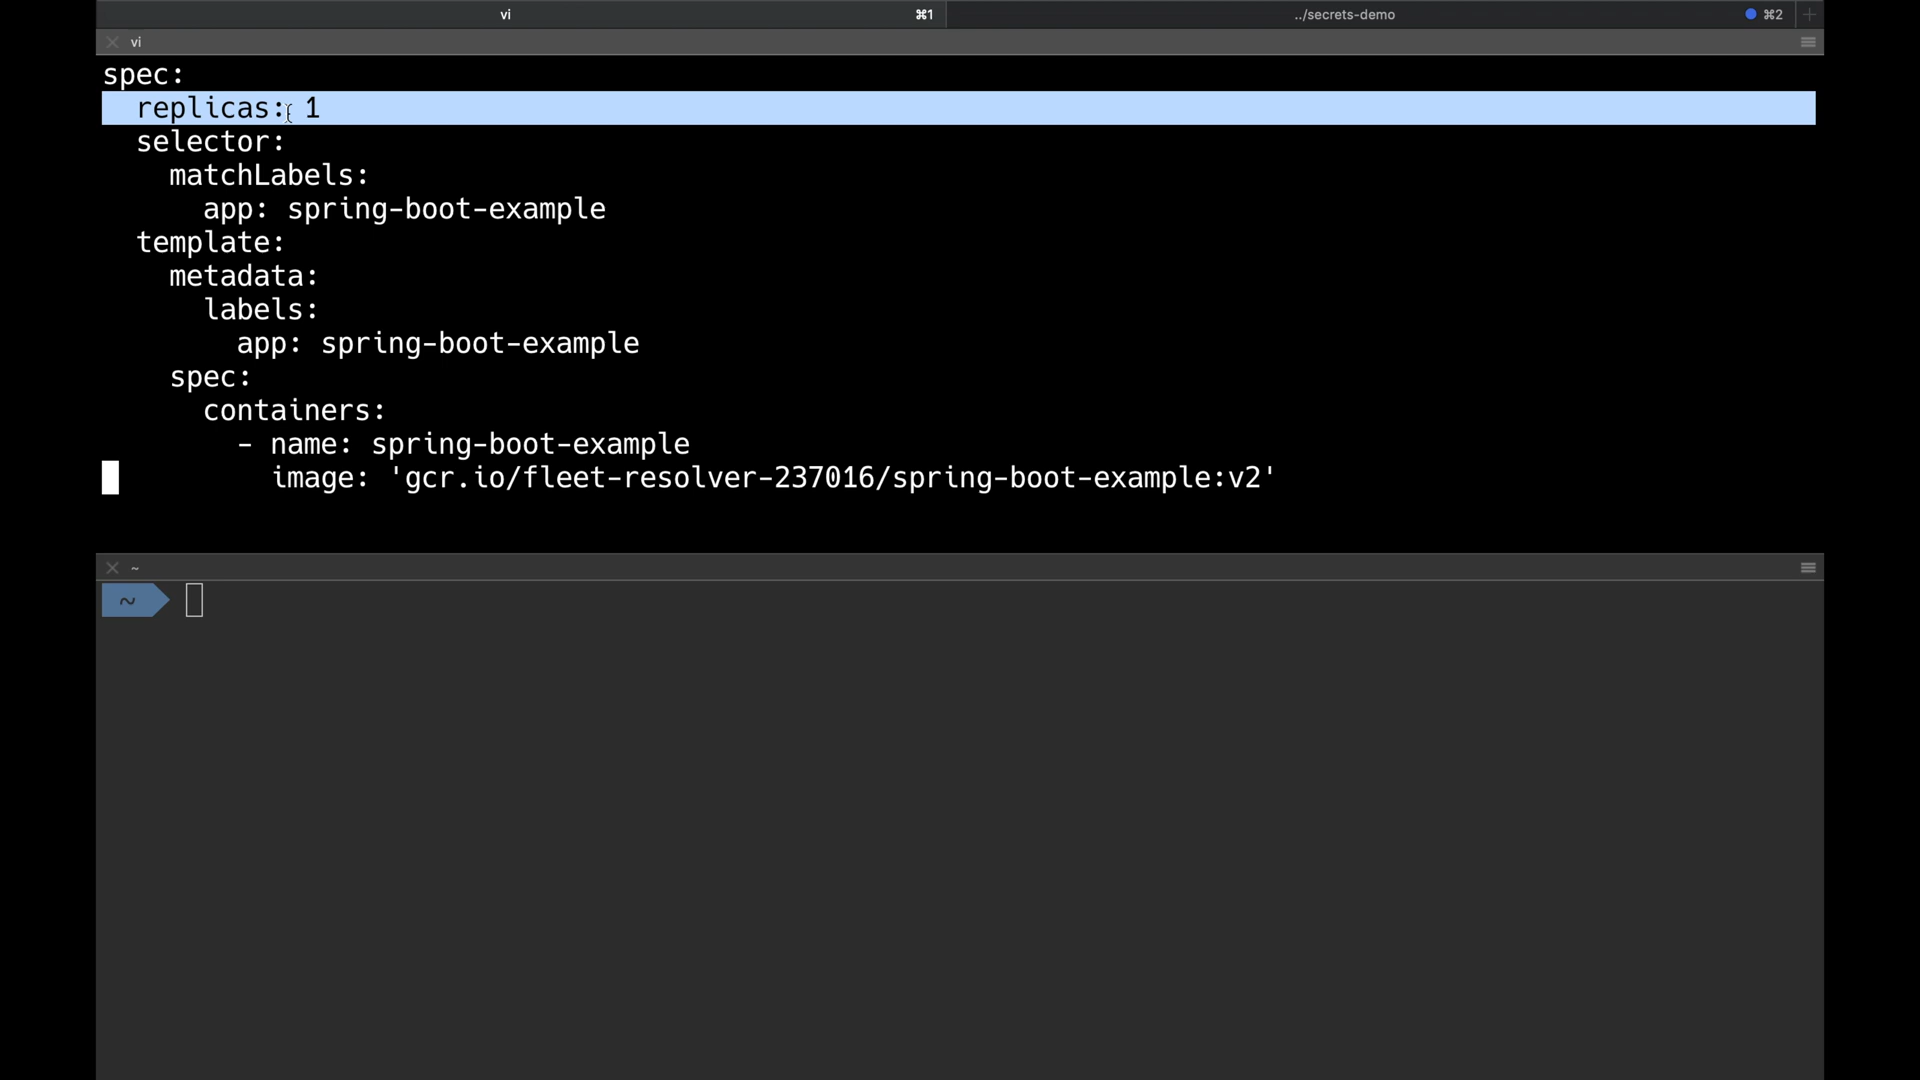 vi ⌘1 ../secrets-demo ⌘2
vi
spec:
  replicas: 1
  selector:
    matchLabels:
      app: spring-boot-example
  template:
    metadata:
      labels:
        app: spring-boot-example
    spec:
      containers:
        - name: spring-boot-example
          image: 'gcr.io/fleet-resolver-237016/spring-boot-example:v2'
~
~